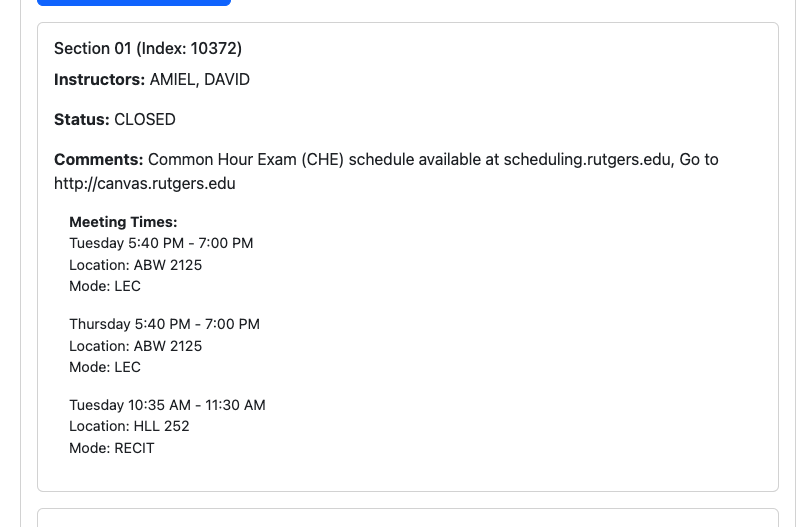 Section 01 (Index: 10372)
Instructors: AMIEL, DAVID
Status: CLOSED
Comments: Common Hour Exam (CHE) schedule available at scheduling.rutgers.edu, Go to
http://canvas.rutgers.edu
Meeting Times:
Tuesday 5:40 PM - 7:00 PM
Location: ABW 2125
Mode: LEC
Thursday 5:40 PM - 7:00 PM
Location: ABW 2125
Mode: LEC
Tuesday 10:35 AM - 11:30 AM
Location: HLL 252
Mode: RECIT